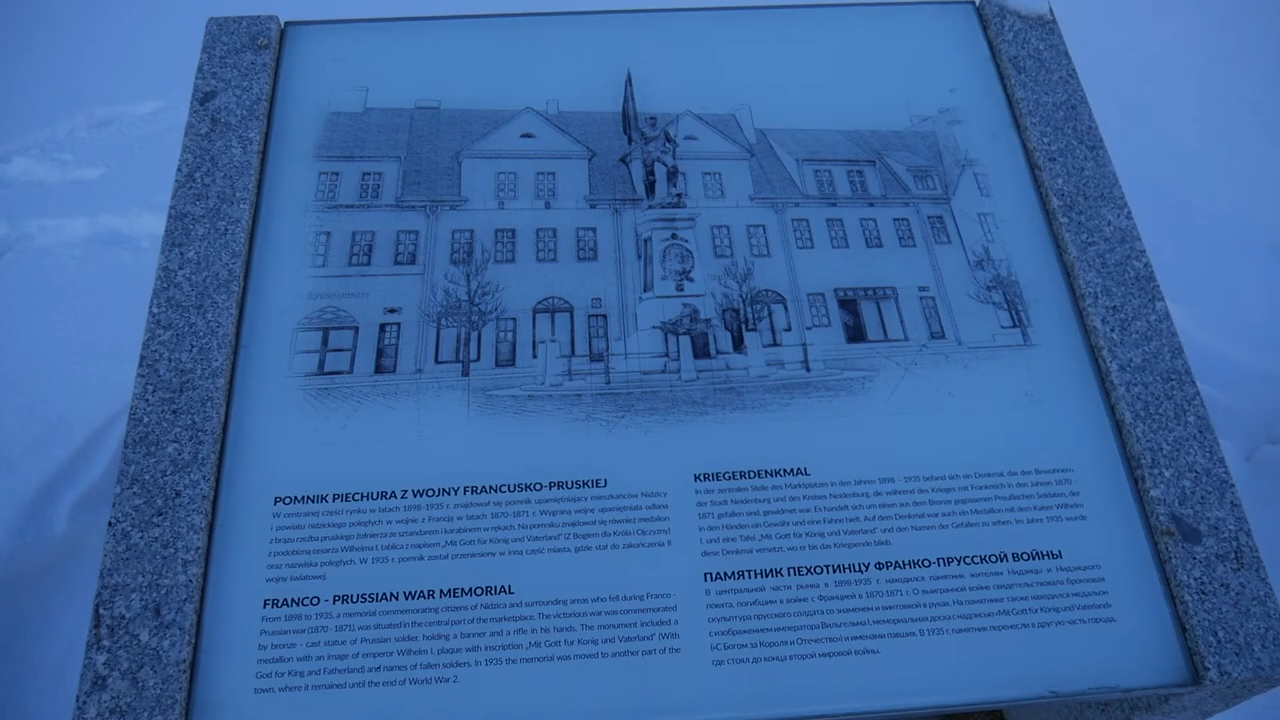 POMNIK PIECHURA Z WOJNY FRANCUSKO-PRUSKIEJ
W centralnej części rynku w latach 1898-1935 r. znajdował się pomnik upamiętniający mieszkańców Nidzicy
i powiatu nidzickiego poległych w wojnie z Francją w latach 1870-1871 r. Wygraną wojnę upamiętniała odlana
z brązu rzeźba pruskiego żołnierza ze sztandarem i karabinem w rękach. Na pomniku znajdował się również medalion
z podobizną cesarza Wilhelma I, tablica z napisem „Mit Gott für König und Vaterland" (Z Bogiem dla Króla i Ojczyzny)
oraz nazwiska poległych. W 1935 r. pomnik został przeniesiony w inną część miasta, gdzie stał do zakończenia II
wojny światowej.
FRANCO - PRUSSIAN WAR MEMORIAL
From 1898 to 1935, a memorial commemorating citizens of Nidzica and surrounding areas who fell during Franco -
Prussian war (1870 - 1871), was situated in the central part of the marketplace. The victorious war was commemorated
by bronze - cast statue of Prussian soldier, holding a banner and a rifle in his hands. The monument included a
medallion with an image of emperor Wilhelm I, plaque with inscription „Mit Gott fur Konig und Vaterland" (With
God for King and Fatherland) and names of fallen soldiers. In 1935 the memorial was moved to another part of the
town, where it remained until the end of World War 2.
KRIEGERDENKMAL
In der zentralen Stelle des Marktplatzes in den Jahren 1898 - 1935 befand sich ein Denkmal, das den Bewohnern
der Stadt Neidenburg und des Kreises Neidenburg, die während des Krieges mit Frankreich in den Jahren 1870 -
1871 gefallen sind, gewidmet war. Es handelt sich um einen aus dem Bronze gegossenen Preußischen Soldaten, der
in den Händen ein Gewähr und eine Fahne hielt. Auf dem Denkmal war auch ein Medaillon mit dem Kaiser Wilhelm
I. und eine Tafel „Mit Gott für König und Vaterland" und den Namen der Gefallen zu sehen. Im Jahre 1935 wurde
diese Denkmal versetzt, wo er bis das Kriegsende blieb.
ПАМЯТНИК ПЕХОТИНЦУ ФРАНКО-ПРУССКОЙ ВОЙНЫ
В центральной части рынка в 1898-1935 г. находился памятник жителям Нидзицы и Нидзицкого
повята, погибшим в войне с Францией в 1870-1871 г. О выигранной войне свидетельствовала бронзовая
скульптура прусского солдата со знаменем и винтовкой в руках. На памятнике также находился медальон
с изображением императора Вильгельма I, мемориальная доска с надписью «Mit Gott für König und Vaterland»
(«С Богом за Короля и Отечество») и именами павших. В 1935 г. памятник перенесли в другую часть города,
где стоял до конца второй мировой войны.